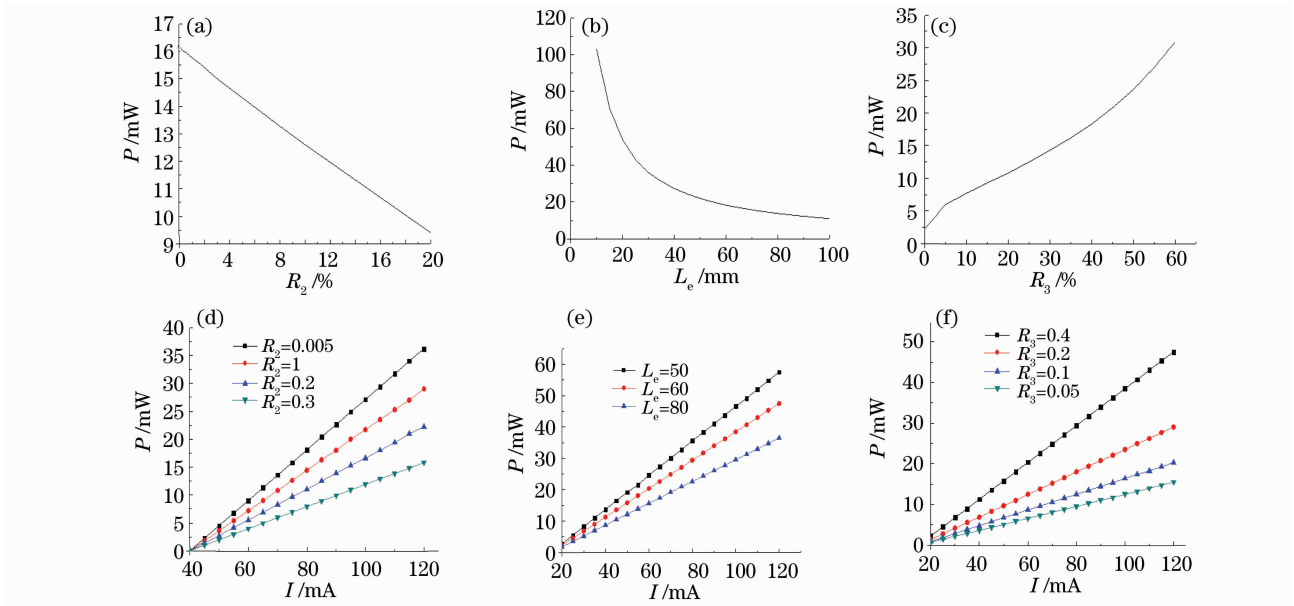 (a)
17
16
15
14
13
12
11
10
9
P /mW
0 4 8 12 16 20
R₂ /%
(b)
120
100
80
60
40
20
0
P /mW
0 20 40 60 80 100
Lₑ /mm
(c)
35
30
25
20
15
10
5
0
P /mW
0 10 20 30 40 50 60
R₃ /%
(d)
40
35
30
25
20
15
10
5
0
P /mW
R₂=0.005
R₂=1
R₂=0.2
R₂=0.3
40 60 80 100 120
I /mA
(e)
60
50
40
30
20
10
0
P /mW
Lₑ=50
Lₑ=60
Lₑ=80
20 40 60 80 100 120
I /mA
(f)
50
40
30
20
10
0
P /mW
R₃=0.4
R₃=0.2
R₃=0.1
R₃=0.05
20 40 60 80 100 120
I /mA